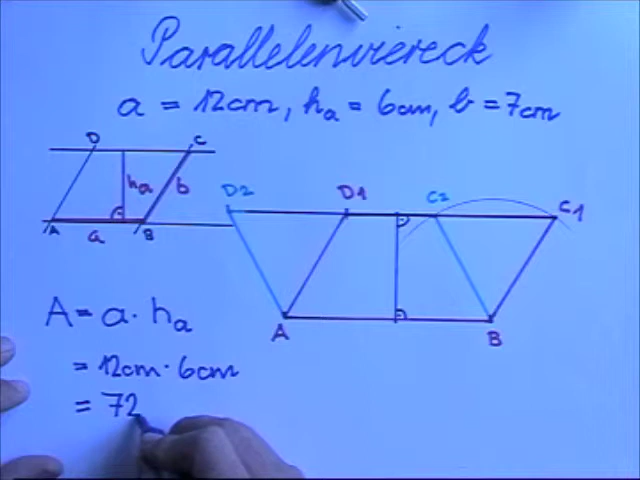 Parallelenviereck
a = 12cm, ha = 6cm, b = 7cm
D C
ha b
A a B
D2 D1 C2 C1
A B
A = a · ha
= 12cm · 6cm
= 72